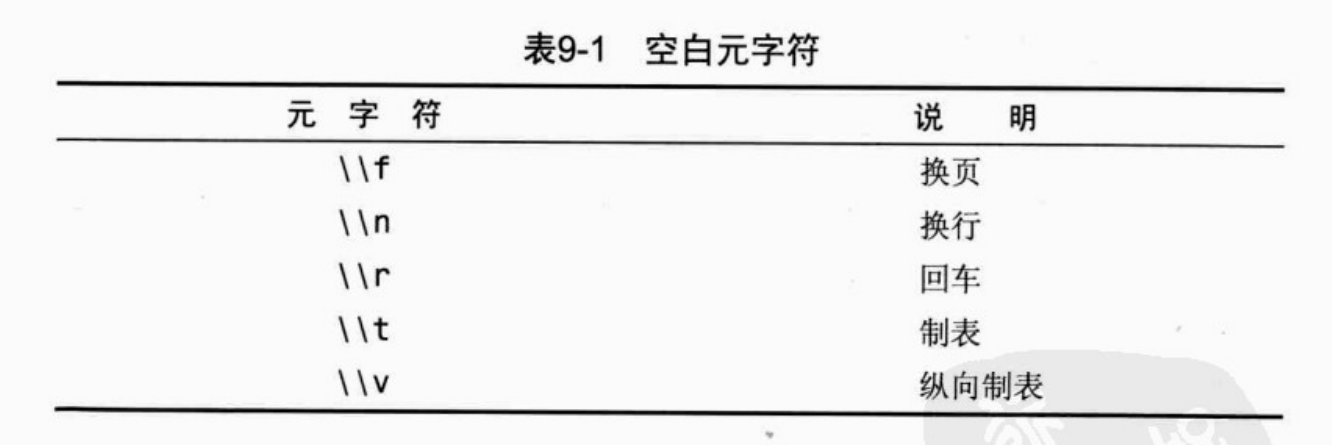 表9-1 空白元字符
元 字 符 说 明
\\f 换页
\\n 换行
\\r 回车
\\t 制表
\\v 纵向制表